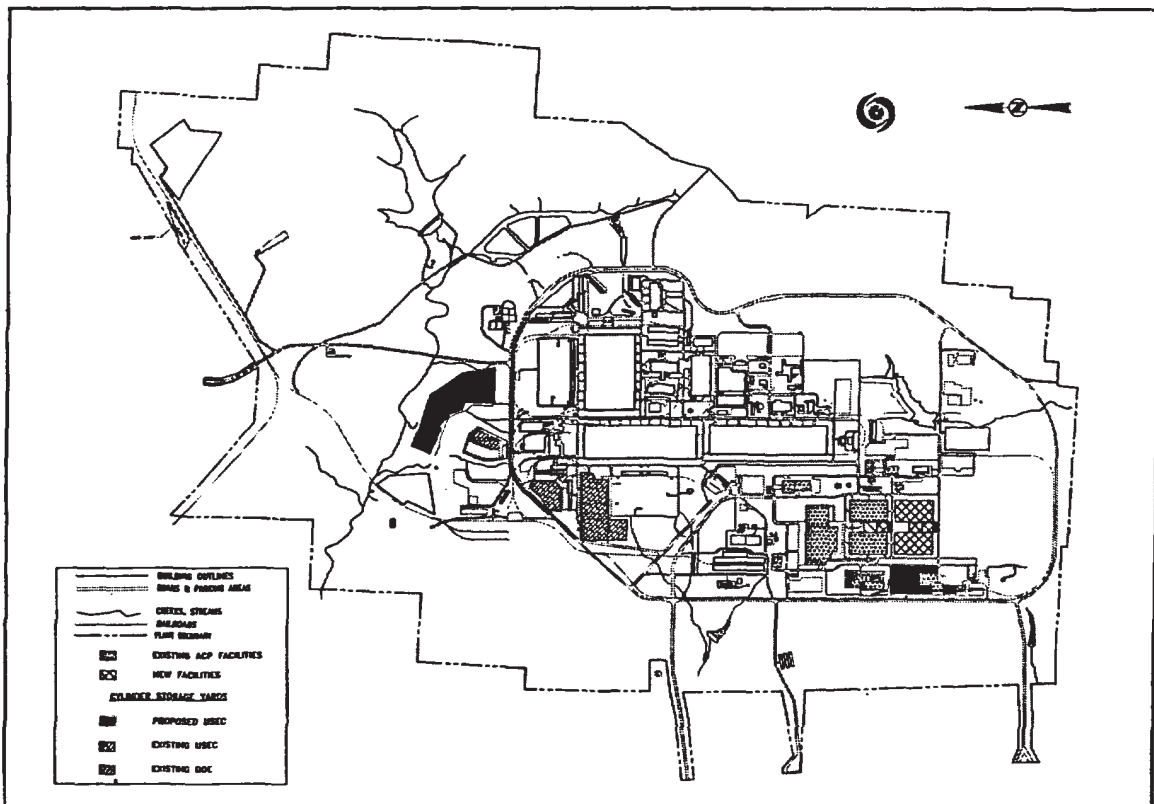 BUILDING OUTLINES
ROADS & PARKING AREAS
CREEKS, STREAMS
RAILROADS
PLANT BOUNDARY
EXISTING ACP FACILITIES
NEW FACILITIES
CYLINDER STORAGE YARDS
PROPOSED USEC
EXISTING USEC
EXISTING DOE
Z